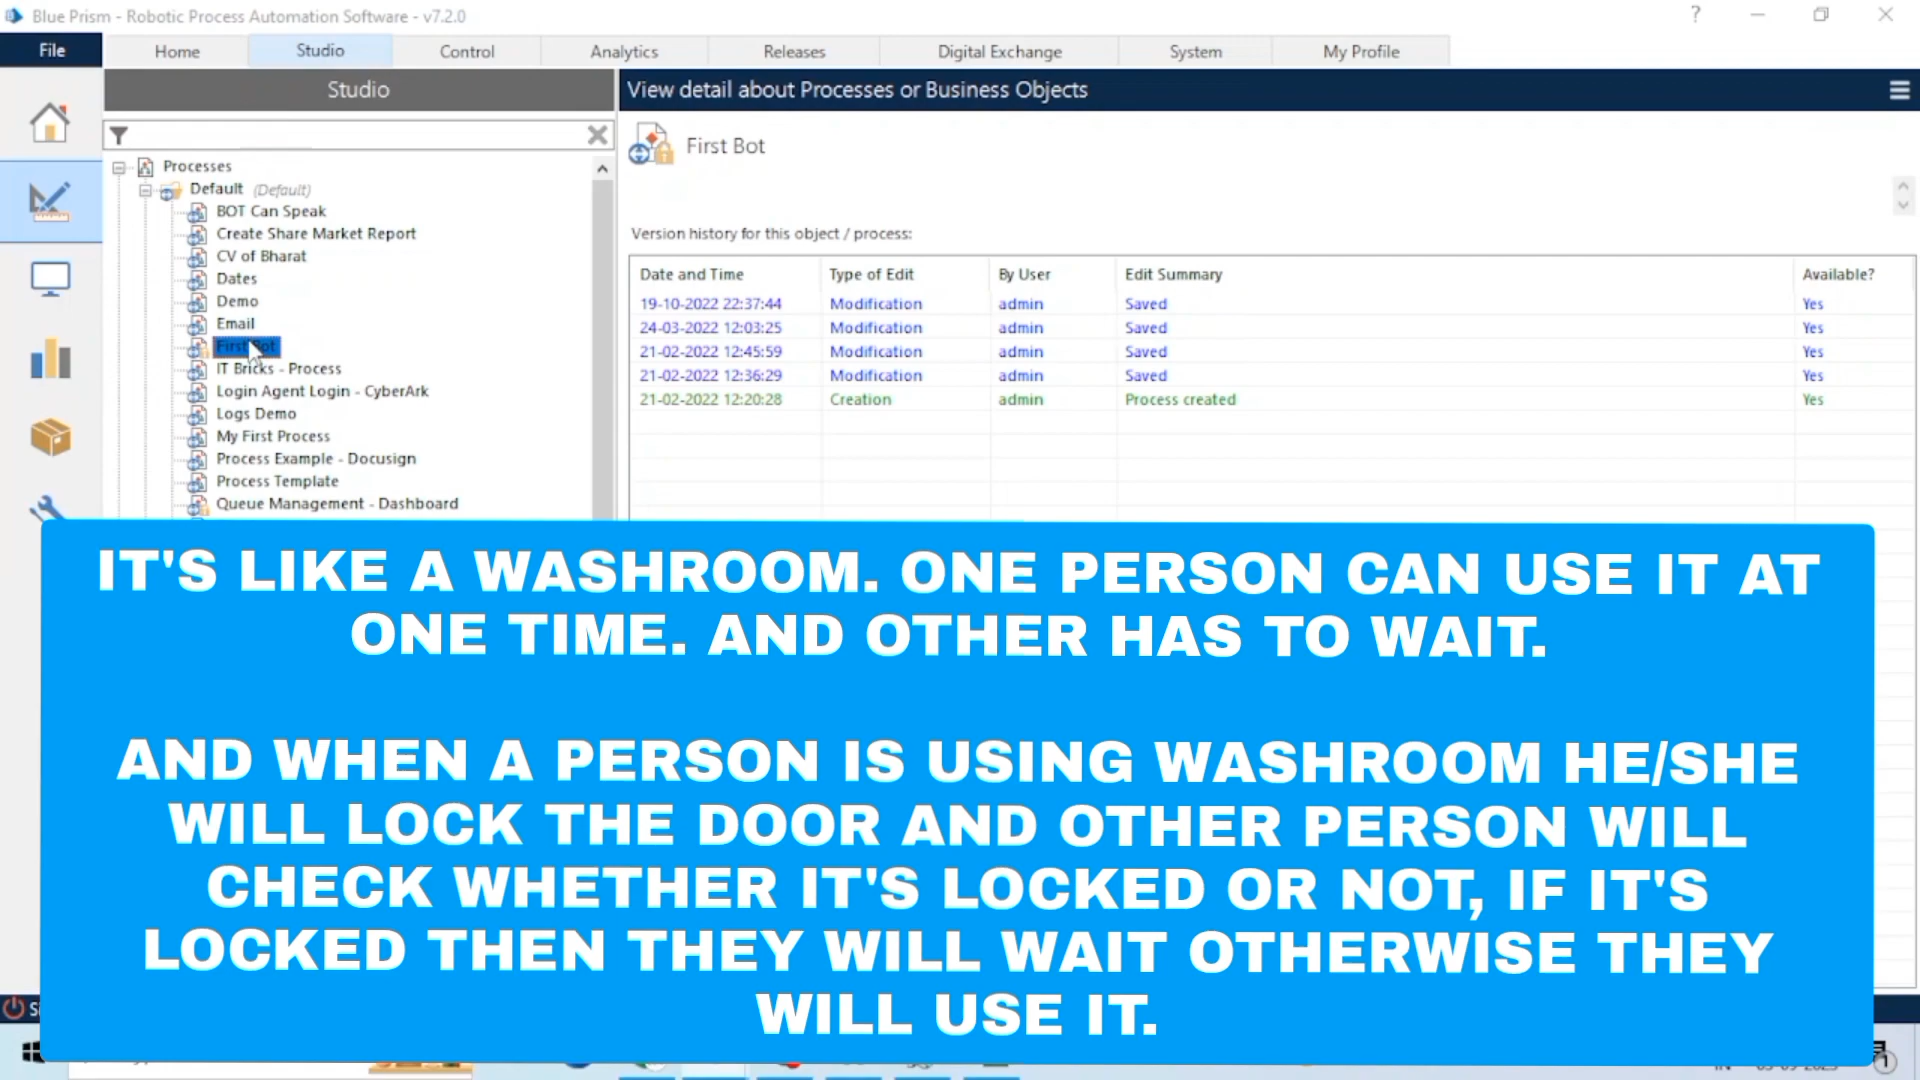 Blue Prism - Robotic Process Automation Software - v7.2.0
?
File
Home
Studio
Control
Analytics
Releases
Digital Exchange
System
My Profile
Studio
View detail about Processes or Business Objects
Processes
Default (Default)
BOT Can Speak
Create Share Market Report
CV of Bharat
Dates
Demo
Email
First Bot
IT Bricks - Process
Login Agent Login - CyberArk
Logs Demo
My First Process
Process Example - Docusign
Process Template
Queue Management - Dashboard
First Bot
Version history for this object / process:
Date and Time Type of Edit By User Edit Summary Available?
19-10-2022 22:37:44 Modification admin Saved Yes
24-03-2022 12:03:25 Modification admin Saved Yes
21-02-2022 12:45:59 Modification admin Saved Yes
21-02-2022 12:36:29 Modification admin Saved Yes
21-02-2022 12:20:28 Creation admin Process created Yes
IT'S LIKE A WASHROOM. ONE PERSON CAN USE IT AT
ONE TIME. AND OTHER HAS TO WAIT.
AND WHEN A PERSON IS USING WASHROOM HE/SHE
WILL LOCK THE DOOR AND OTHER PERSON WILL
CHECK WHETHER IT'S LOCKED OR NOT, IF IT'S
LOCKED THEN THEY WILL WAIT OTHERWISE THEY
WILL USE IT.